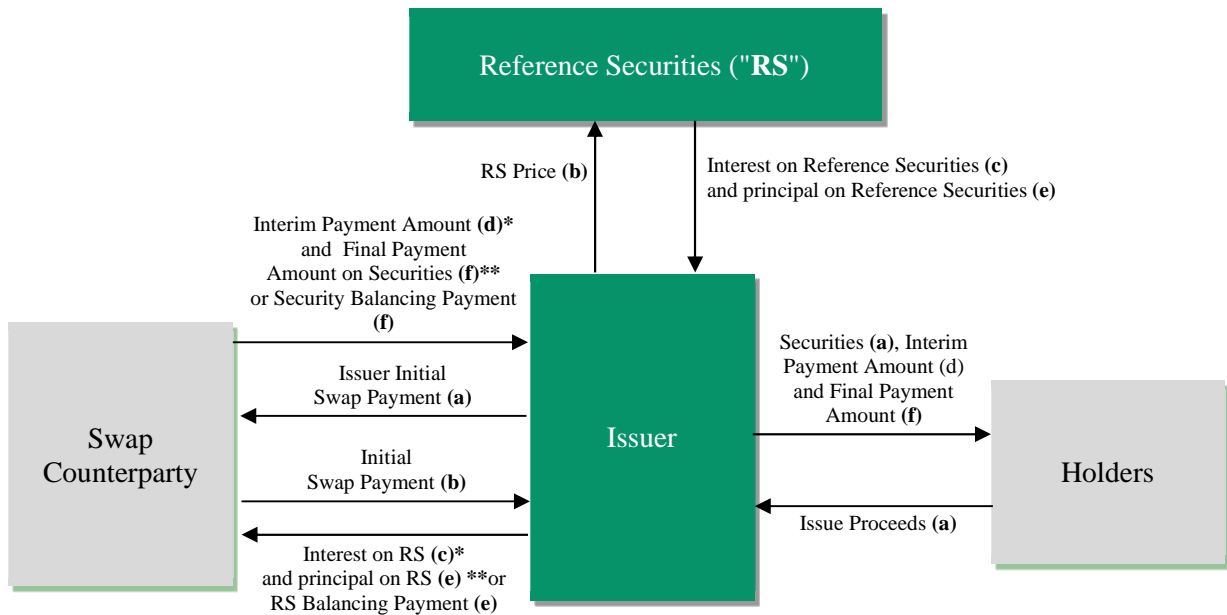 Reference Securities ("RS")
RS Price (b)
Interest on Reference Securities (c)
and principal on Reference Securities (e)
Interim Payment Amount (d)*
and Final Payment
Amount on Securities (f)**
or Security Balancing Payment
(f)
Issuer Initial
Swap Payment (a)
Swap
Counterparty
Initial
Swap Payment (b)
Interest on RS (c)*
and principal on RS (e) **or
RS Balancing Payment (e)
Issuer
Securities (a), Interim
Payment Amount (d)
and Final Payment
Amount (f)
Holders
Issue Proceeds (a)